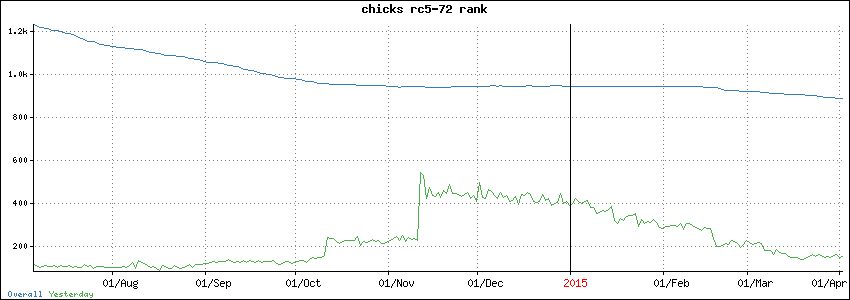 chicks rc5-72 rank
1.2k
1.0k
800
600
400
200
01/Aug 01/Sep 01/Oct 01/Nov 01/Dec 2015 01/Feb 01/Mar 01/Apr
Overall Yesterday